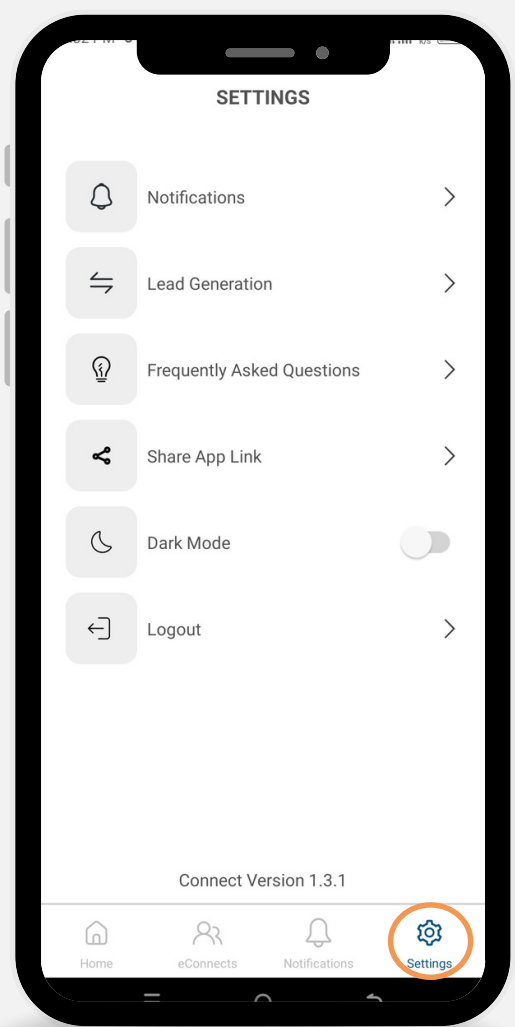 SETTINGS
Notifications
Lead Generation
Frequently Asked Questions
Share App Link
Dark Mode
Logout
Connect Version 1.3.1
Home
eConnects
Notifications
Settings